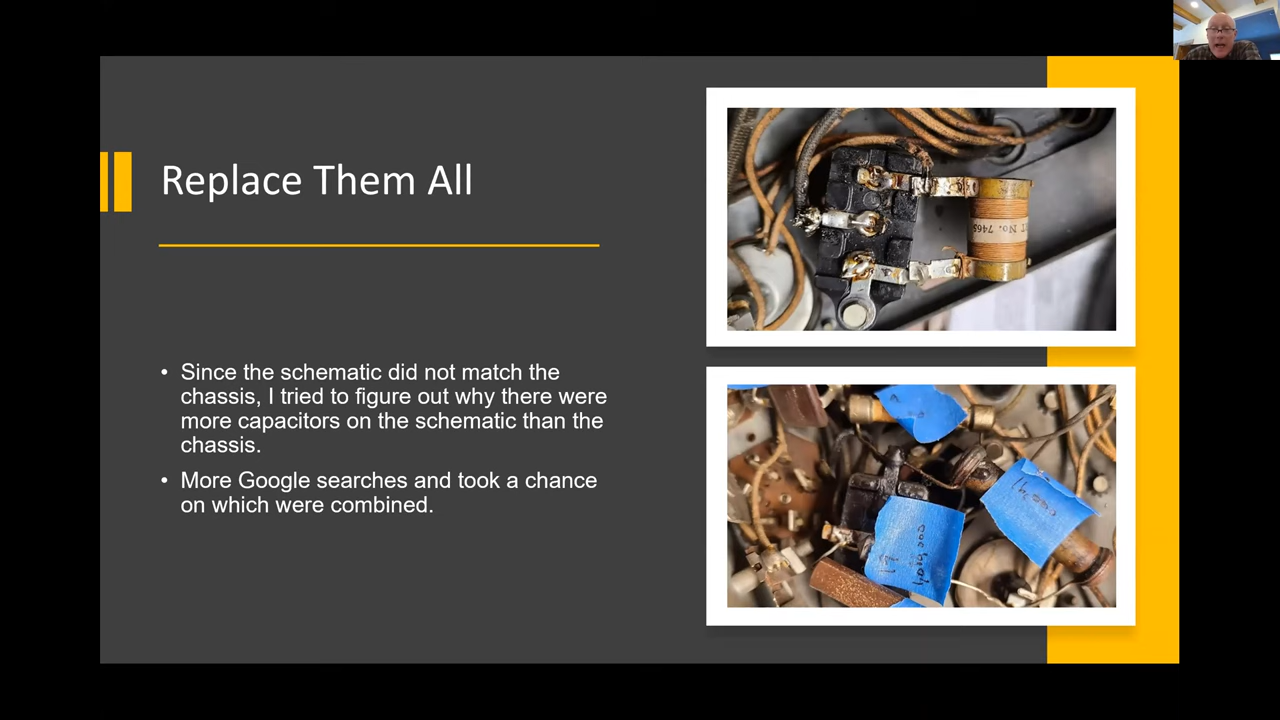 Replace Them All
• Since the schematic did not match the
chassis, I tried to figure out why there were
more capacitors on the schematic than the
chassis.
• More Google searches and took a chance
on which were combined.